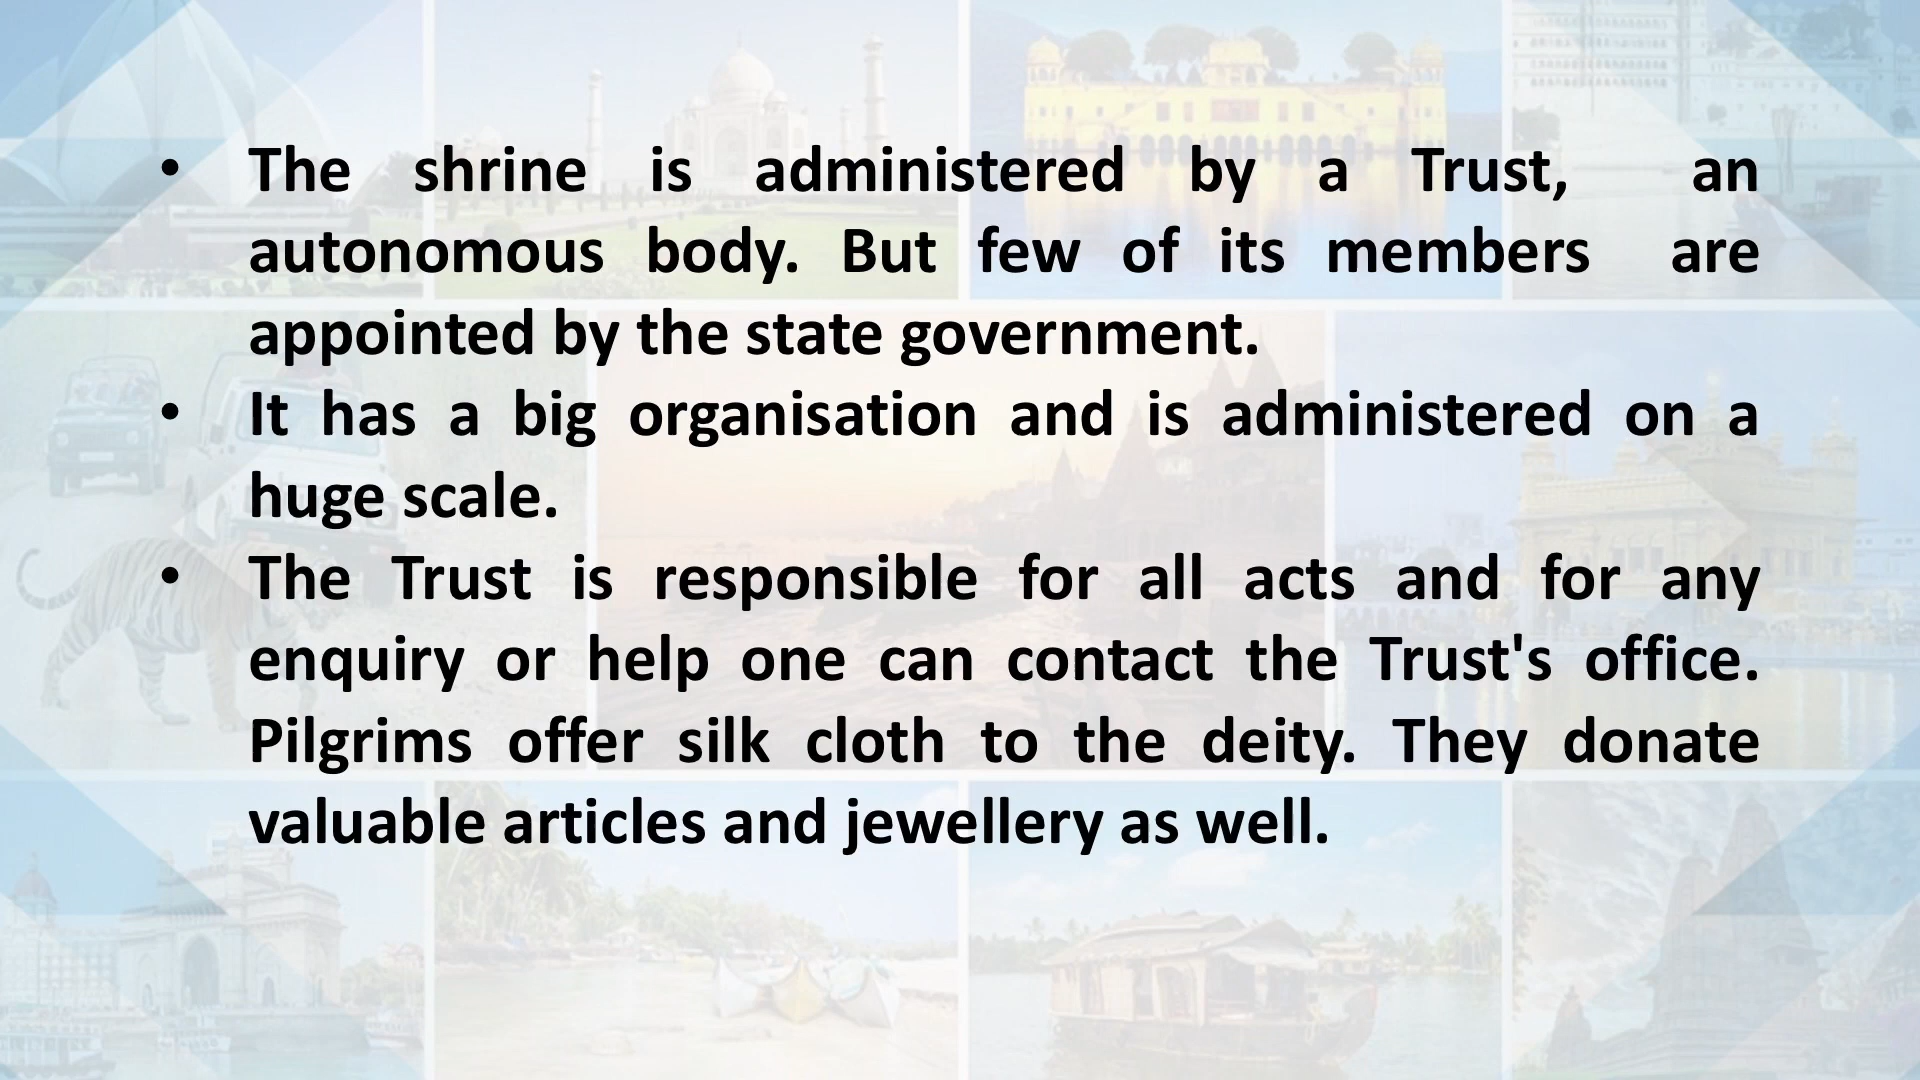 • The shrine is administered by a Trust, an
autonomous body. But few of its members are
appointed by the state government.
• It has a big organisation and is administered on a
huge scale.
• The Trust is responsible for all acts and for any
enquiry or help one can contact the Trust's office.
Pilgrims offer silk cloth to the deity. They donate
valuable articles and jewellery as well.